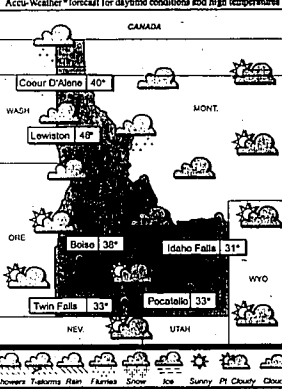 Accu-Weather® forecast for daytime conditions and high temperatures
CANADA
Coeur D'Alene 40°
WASH
MONT.
Lewiston 48°
ORE
Boise 38°
Idaho Falls 31°
WYO
Twin Falls 33°
Pocatello 33°
NEV.
UTAH
Showers T-storms Rain Flurries Snow Ice Sunny Pt Cloudy Cloudy